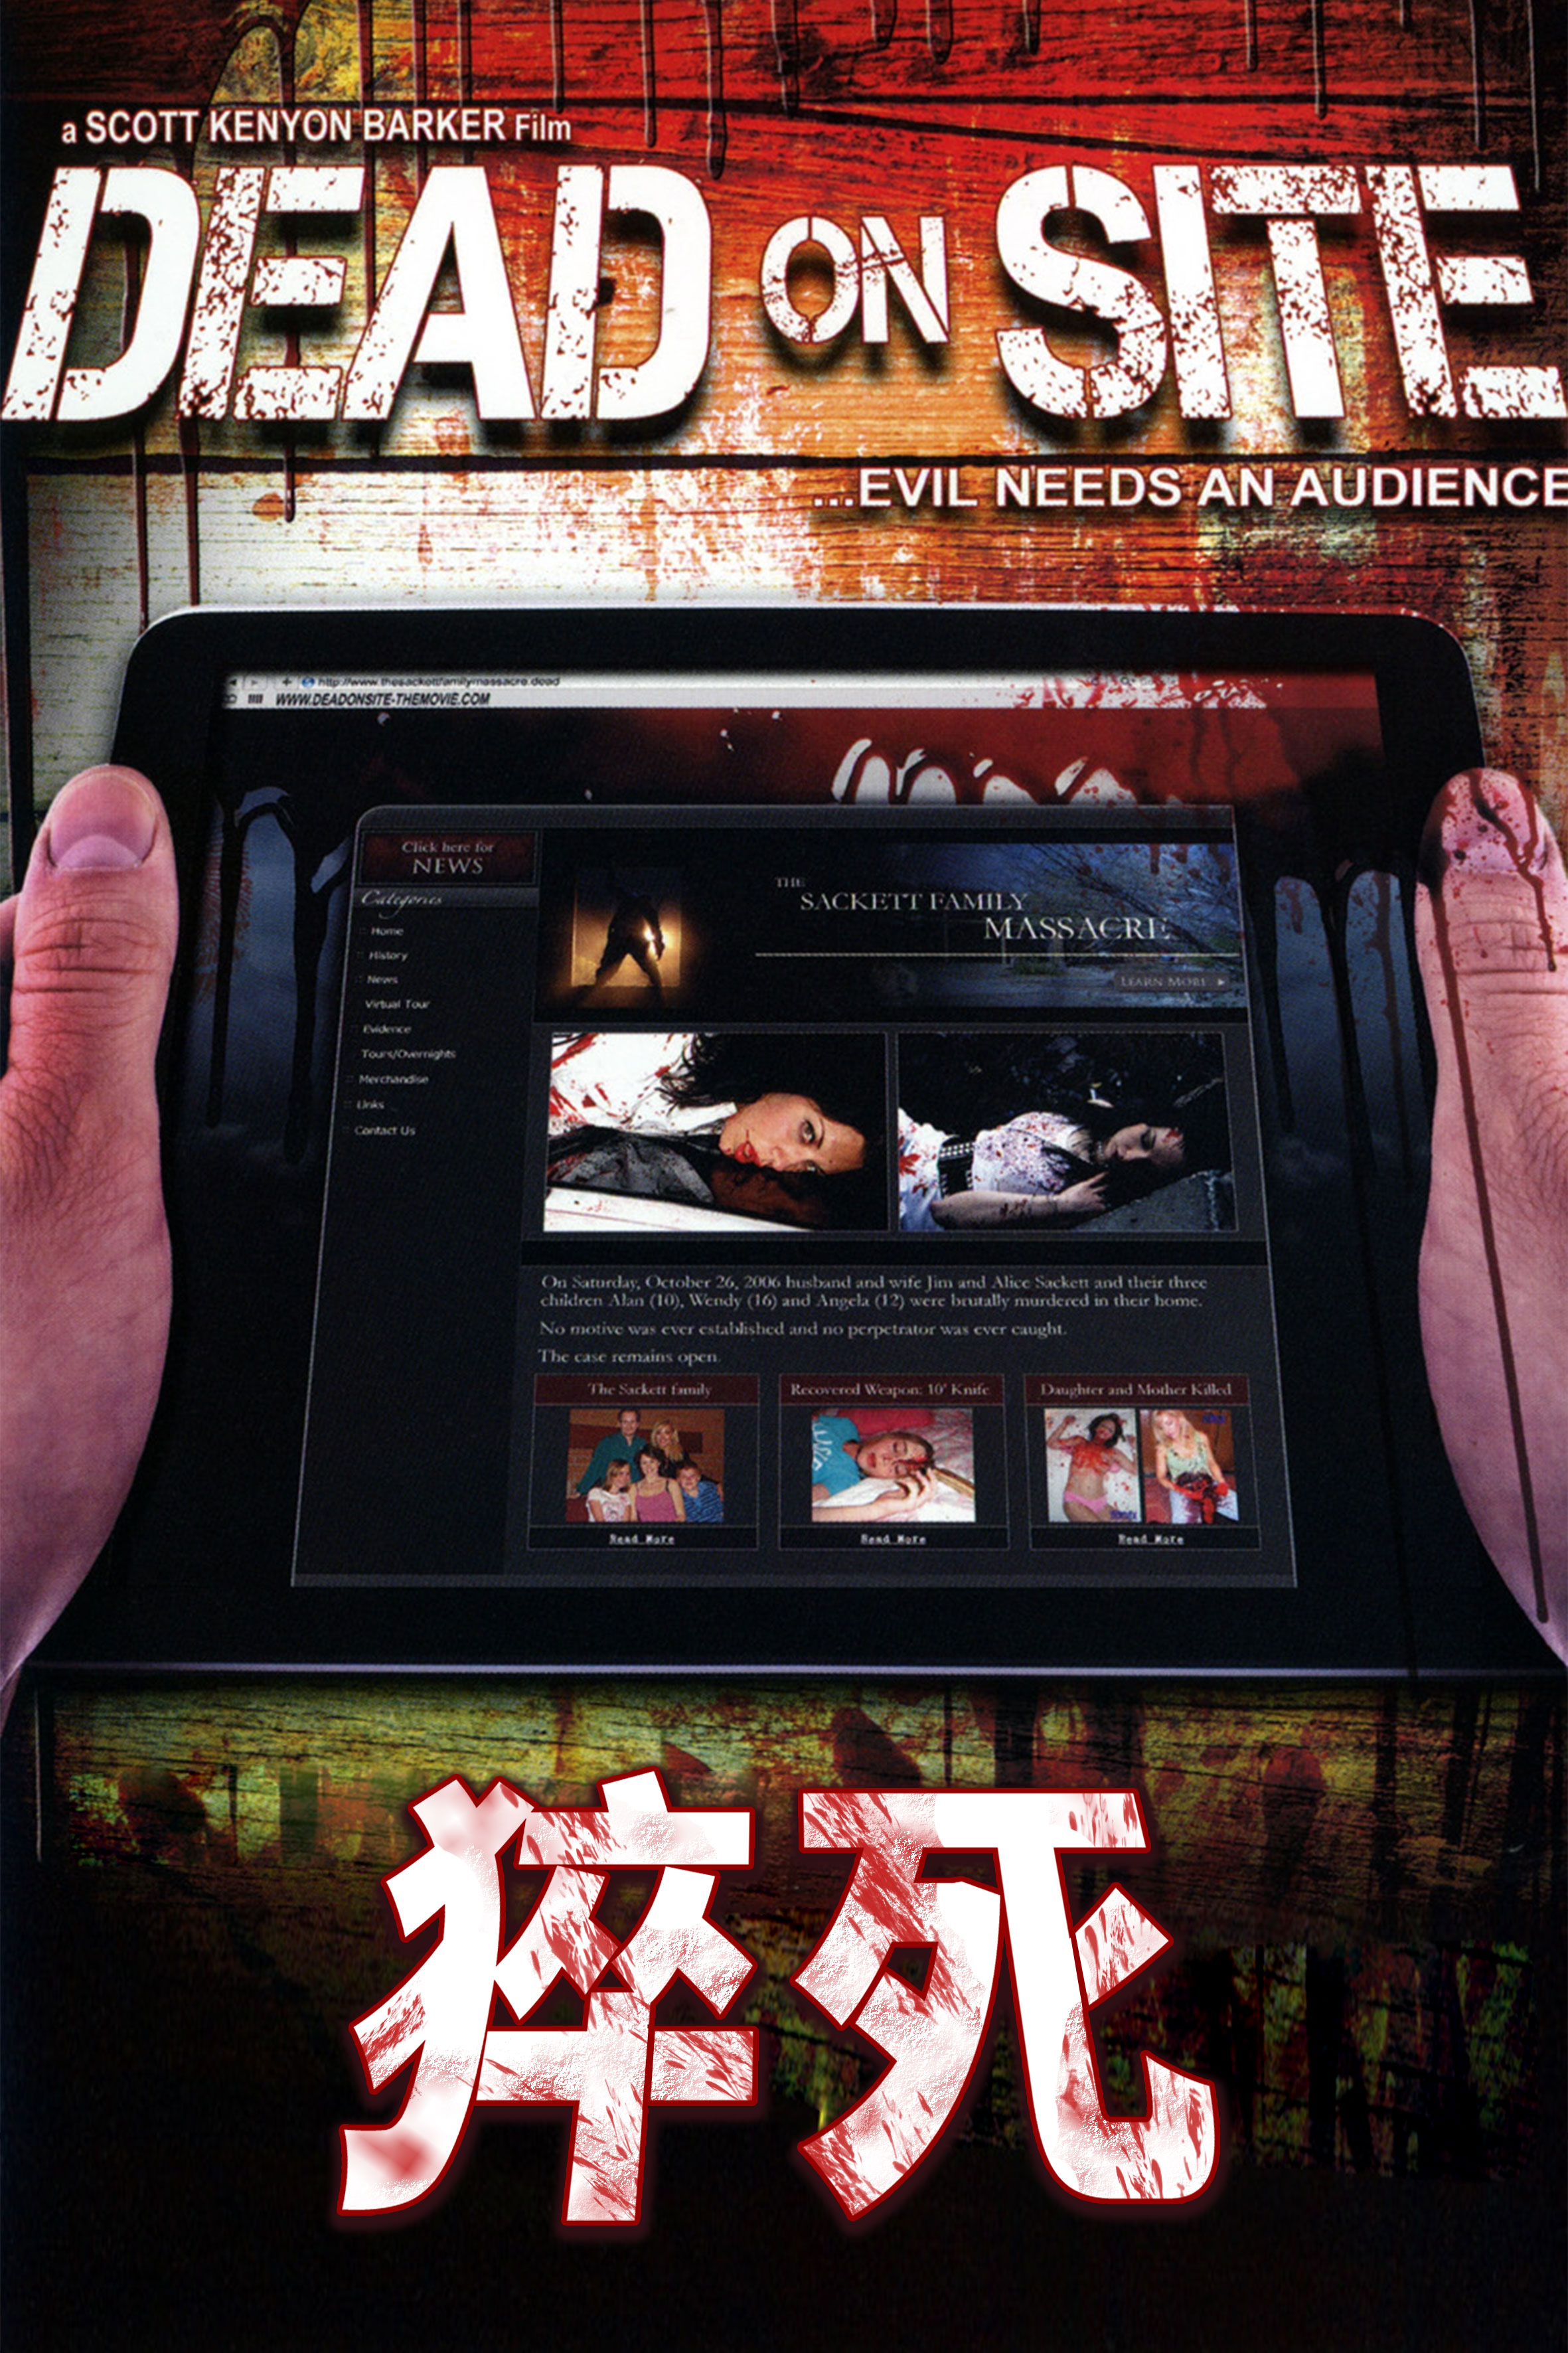 a SCOTT KENYON BARKER Film
DEAD ON SITE
...EVIL NEEDS AN AUDIENCE
http://www.thesackettfamilymassacre.dead
WWW.DEADONSITE-THEMOVIE.COM
Click here for
NEWS
Categories
Home
History
News
Virtual Tour
Evidence
Tours/Overnights
Merchandise
Links
Contact Us
THE
SACKETT FAMILY
MASSACRE
LEARN MORE
On Saturday, October 26, 2006 husband and wife Jim and Alice Sackett and their three
children Alan (10), Wendy (16) and Angela (12) were brutally murdered in their home.
No motive was ever established and no perpetrator was ever caught.
The case remains open.
The Sackett family
Recovered Weapon: 10" Knife
Daughter and Mother Killed
Read More
Read More
Read More
猝死